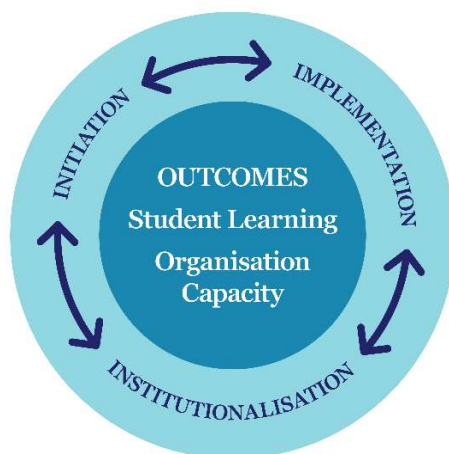 INITIATION
IMPLEMENTATION
OUTCOMES
Student Learning
Organisation
Capacity
INSTITUTIONALISATION